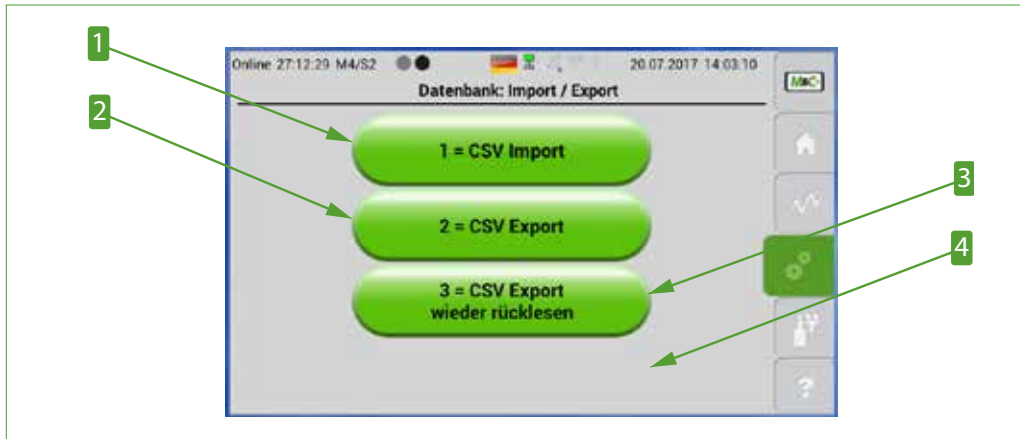 1
2
3
4
Online 27:12:29 M4/S2
20.07.2017 14:03:10
Datenbank: Import / Export
1 = CSV Import
2 = CSV Export
3 = CSV Export
wieder rücklesen
?